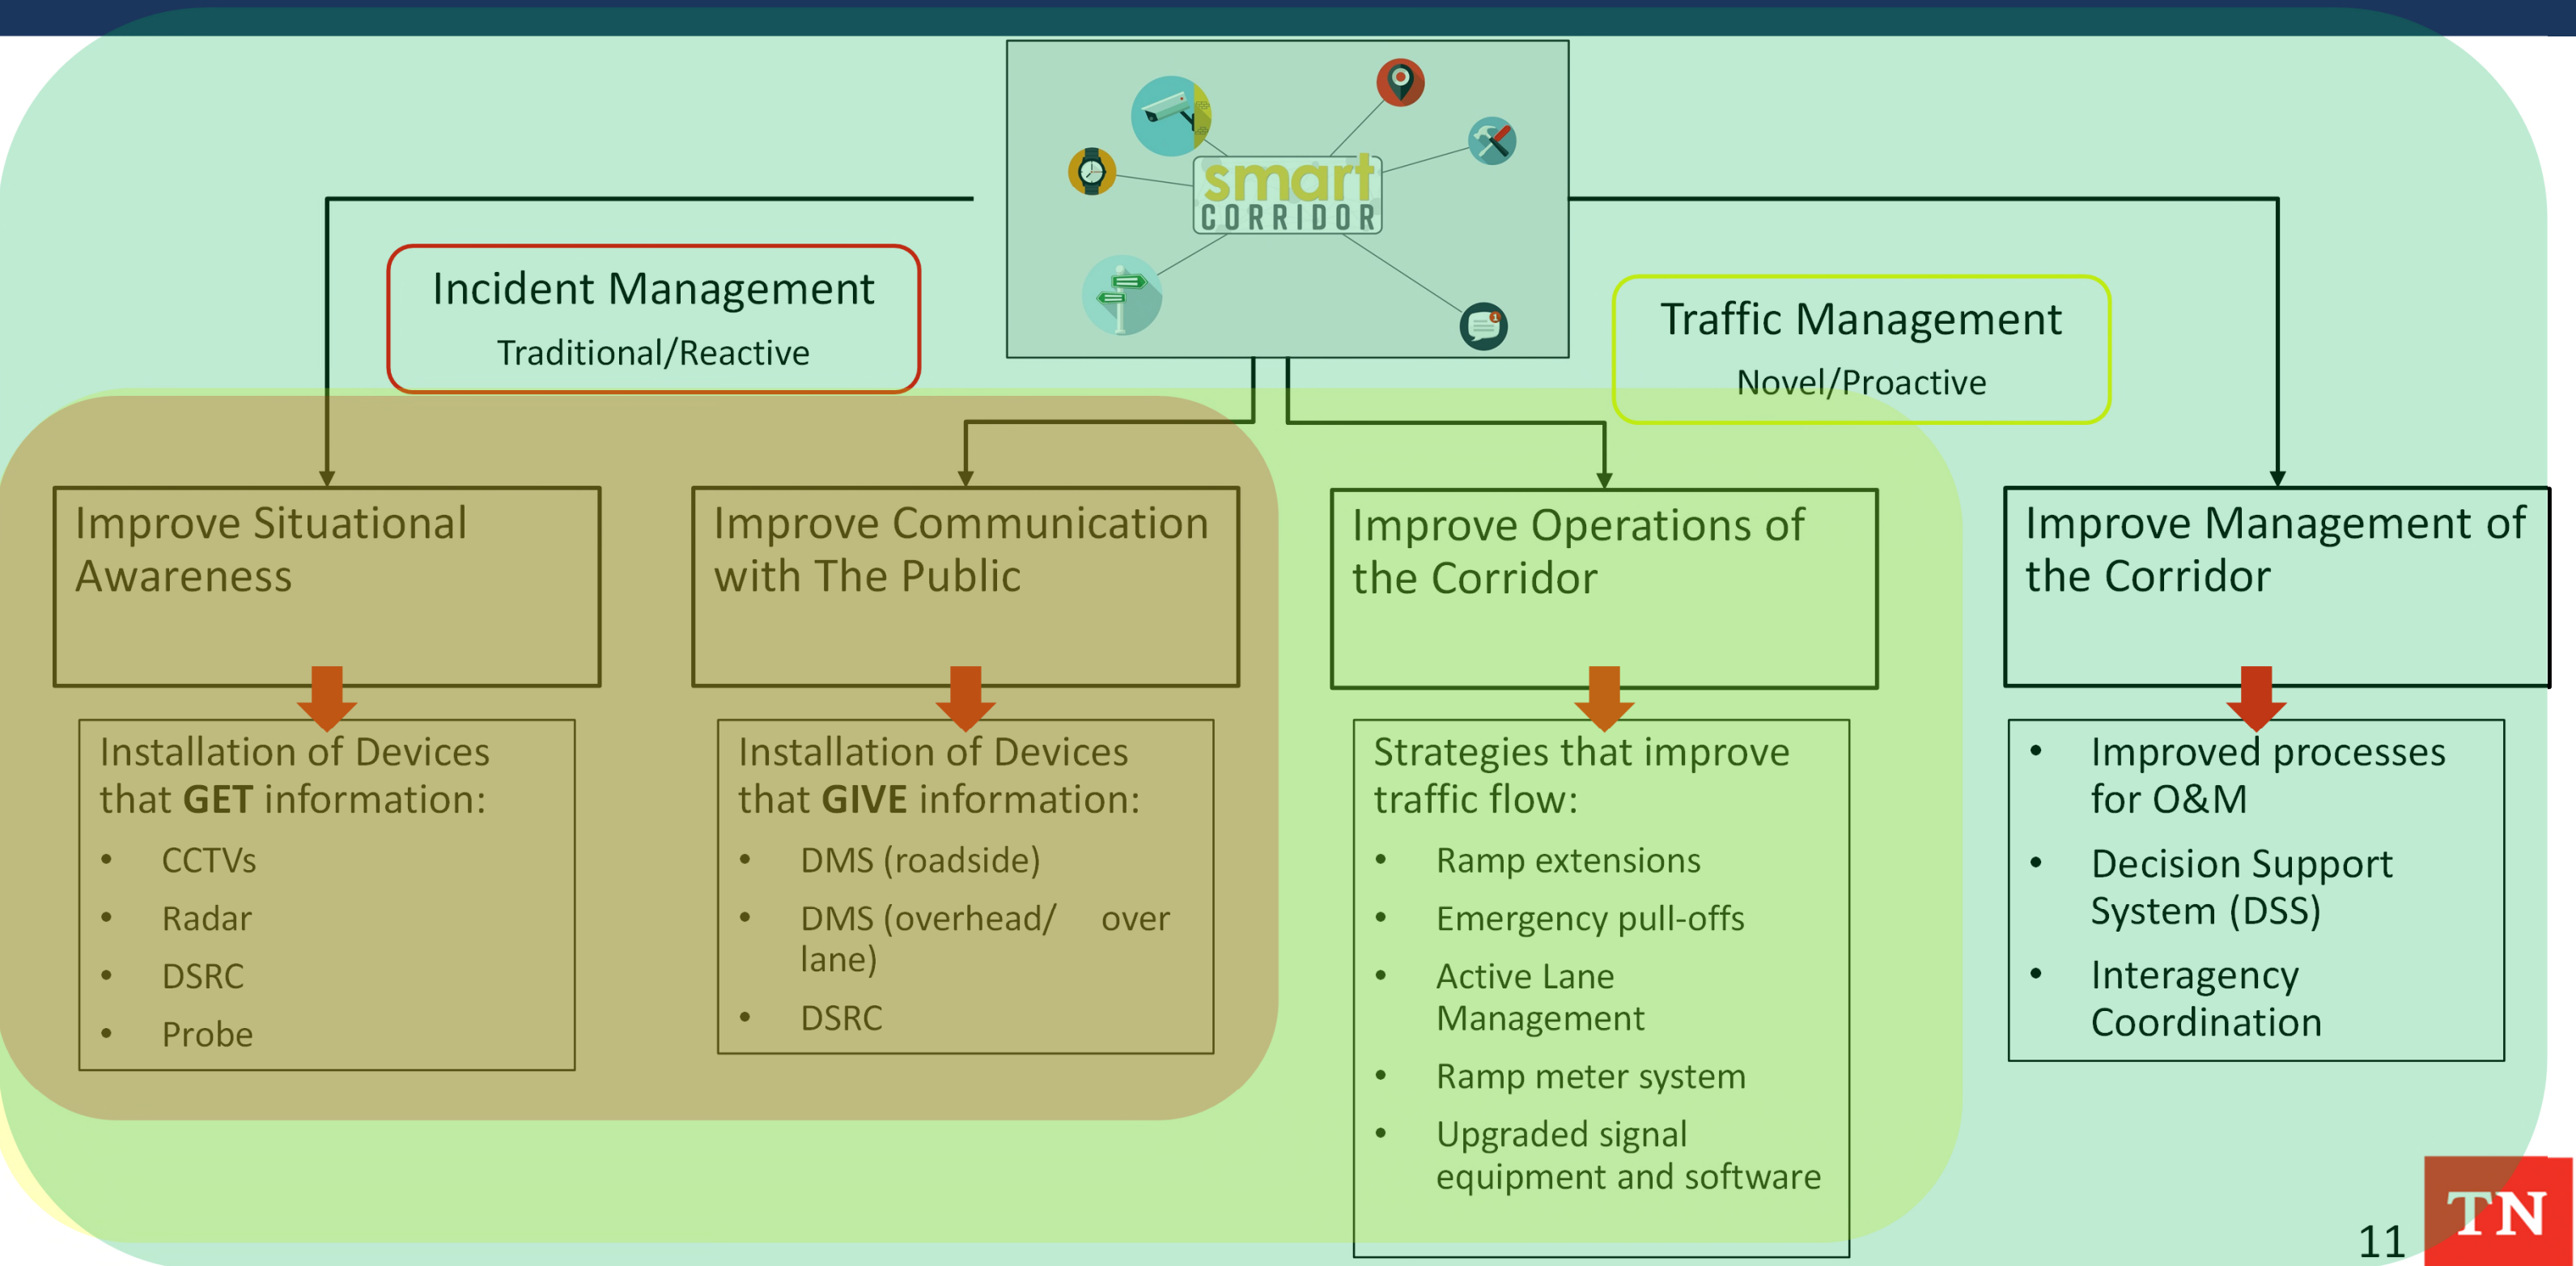 smart
CORRIDOR
Incident Management
Traditional/Reactive
Traffic Management
Novel/Proactive
Improve Situational
Awareness
Installation of Devices
that GET information:
• CCTVs
• Radar
• DSRC
• Probe
Improve Communication
with The Public
Installation of Devices
that GIVE information:
• DMS (roadside)
• DMS (overhead/ over
lane)
• DSRC
Improve Operations of
the Corridor
Strategies that improve
traffic flow:
• Ramp extensions
• Emergency pull-offs
• Active Lane
Management
• Ramp meter system
• Upgraded signal
equipment and software
Improve Management of
the Corridor
• Improved processes
for O&M
• Decision Support
System (DSS)
• Interagency
Coordination
11
TN